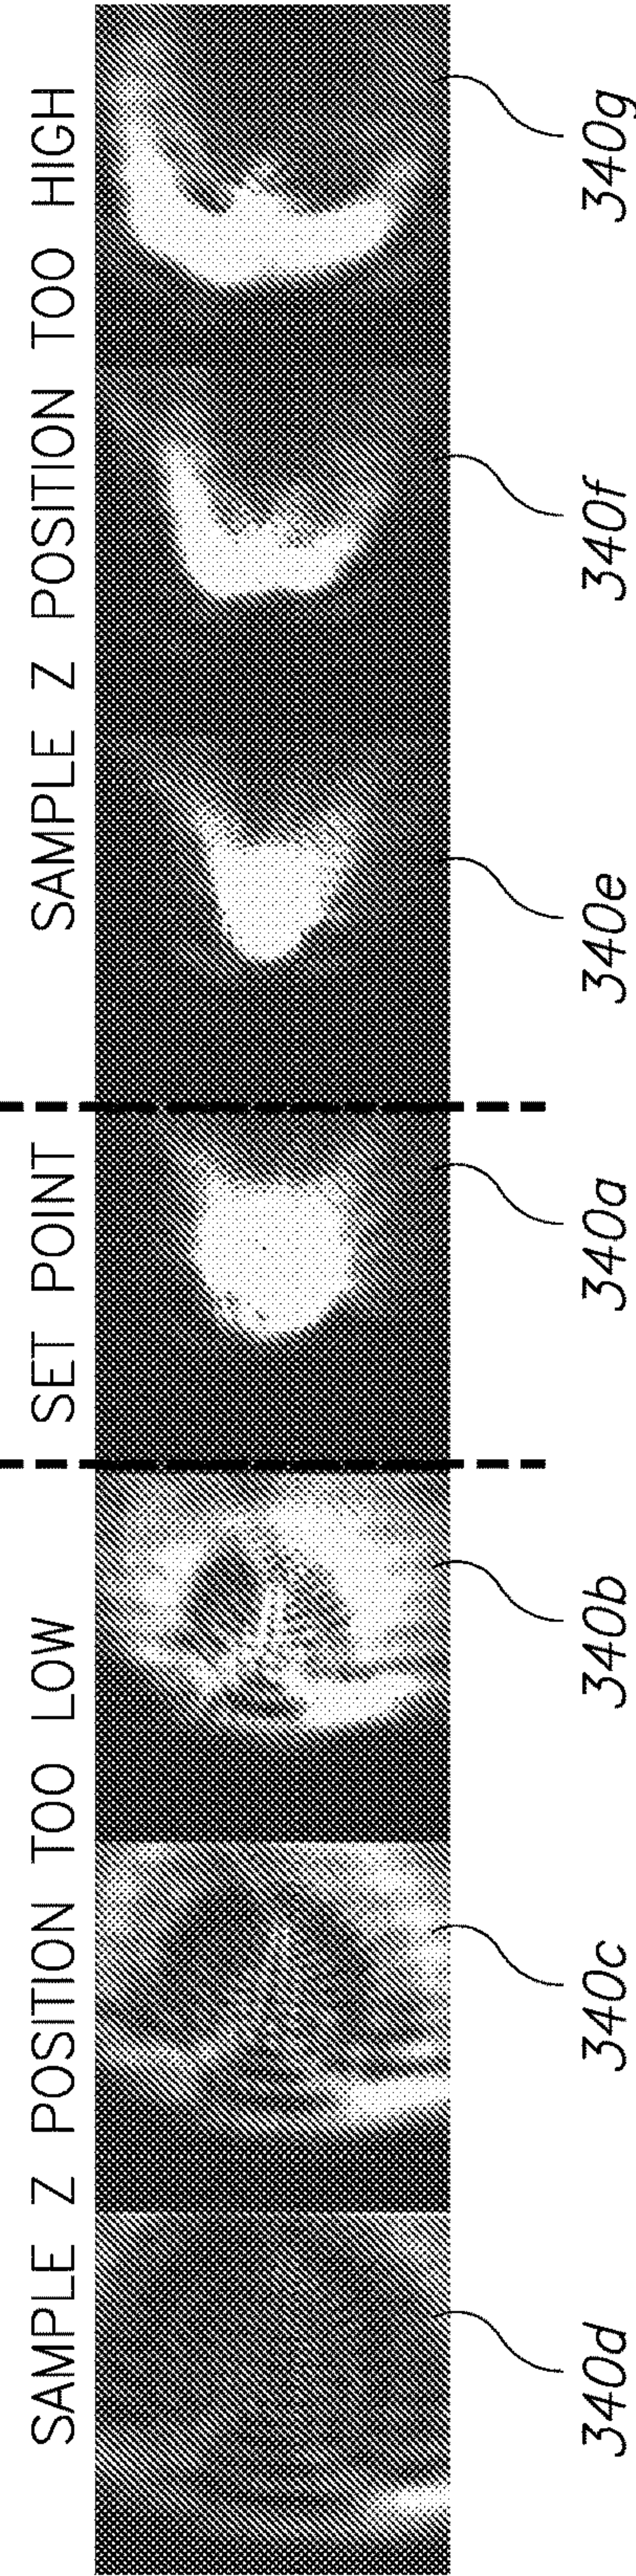 SAMPLE Z POSITION TOO LOW
SET POINT
SAMPLE Z POSITION TOO HIGH
340d
340c
340b
340a
340e
340f
340g